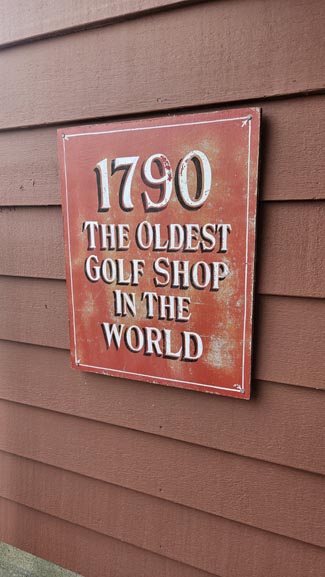 1790
THE OLDEST
GOLF SHOP
IN THE
WORLD